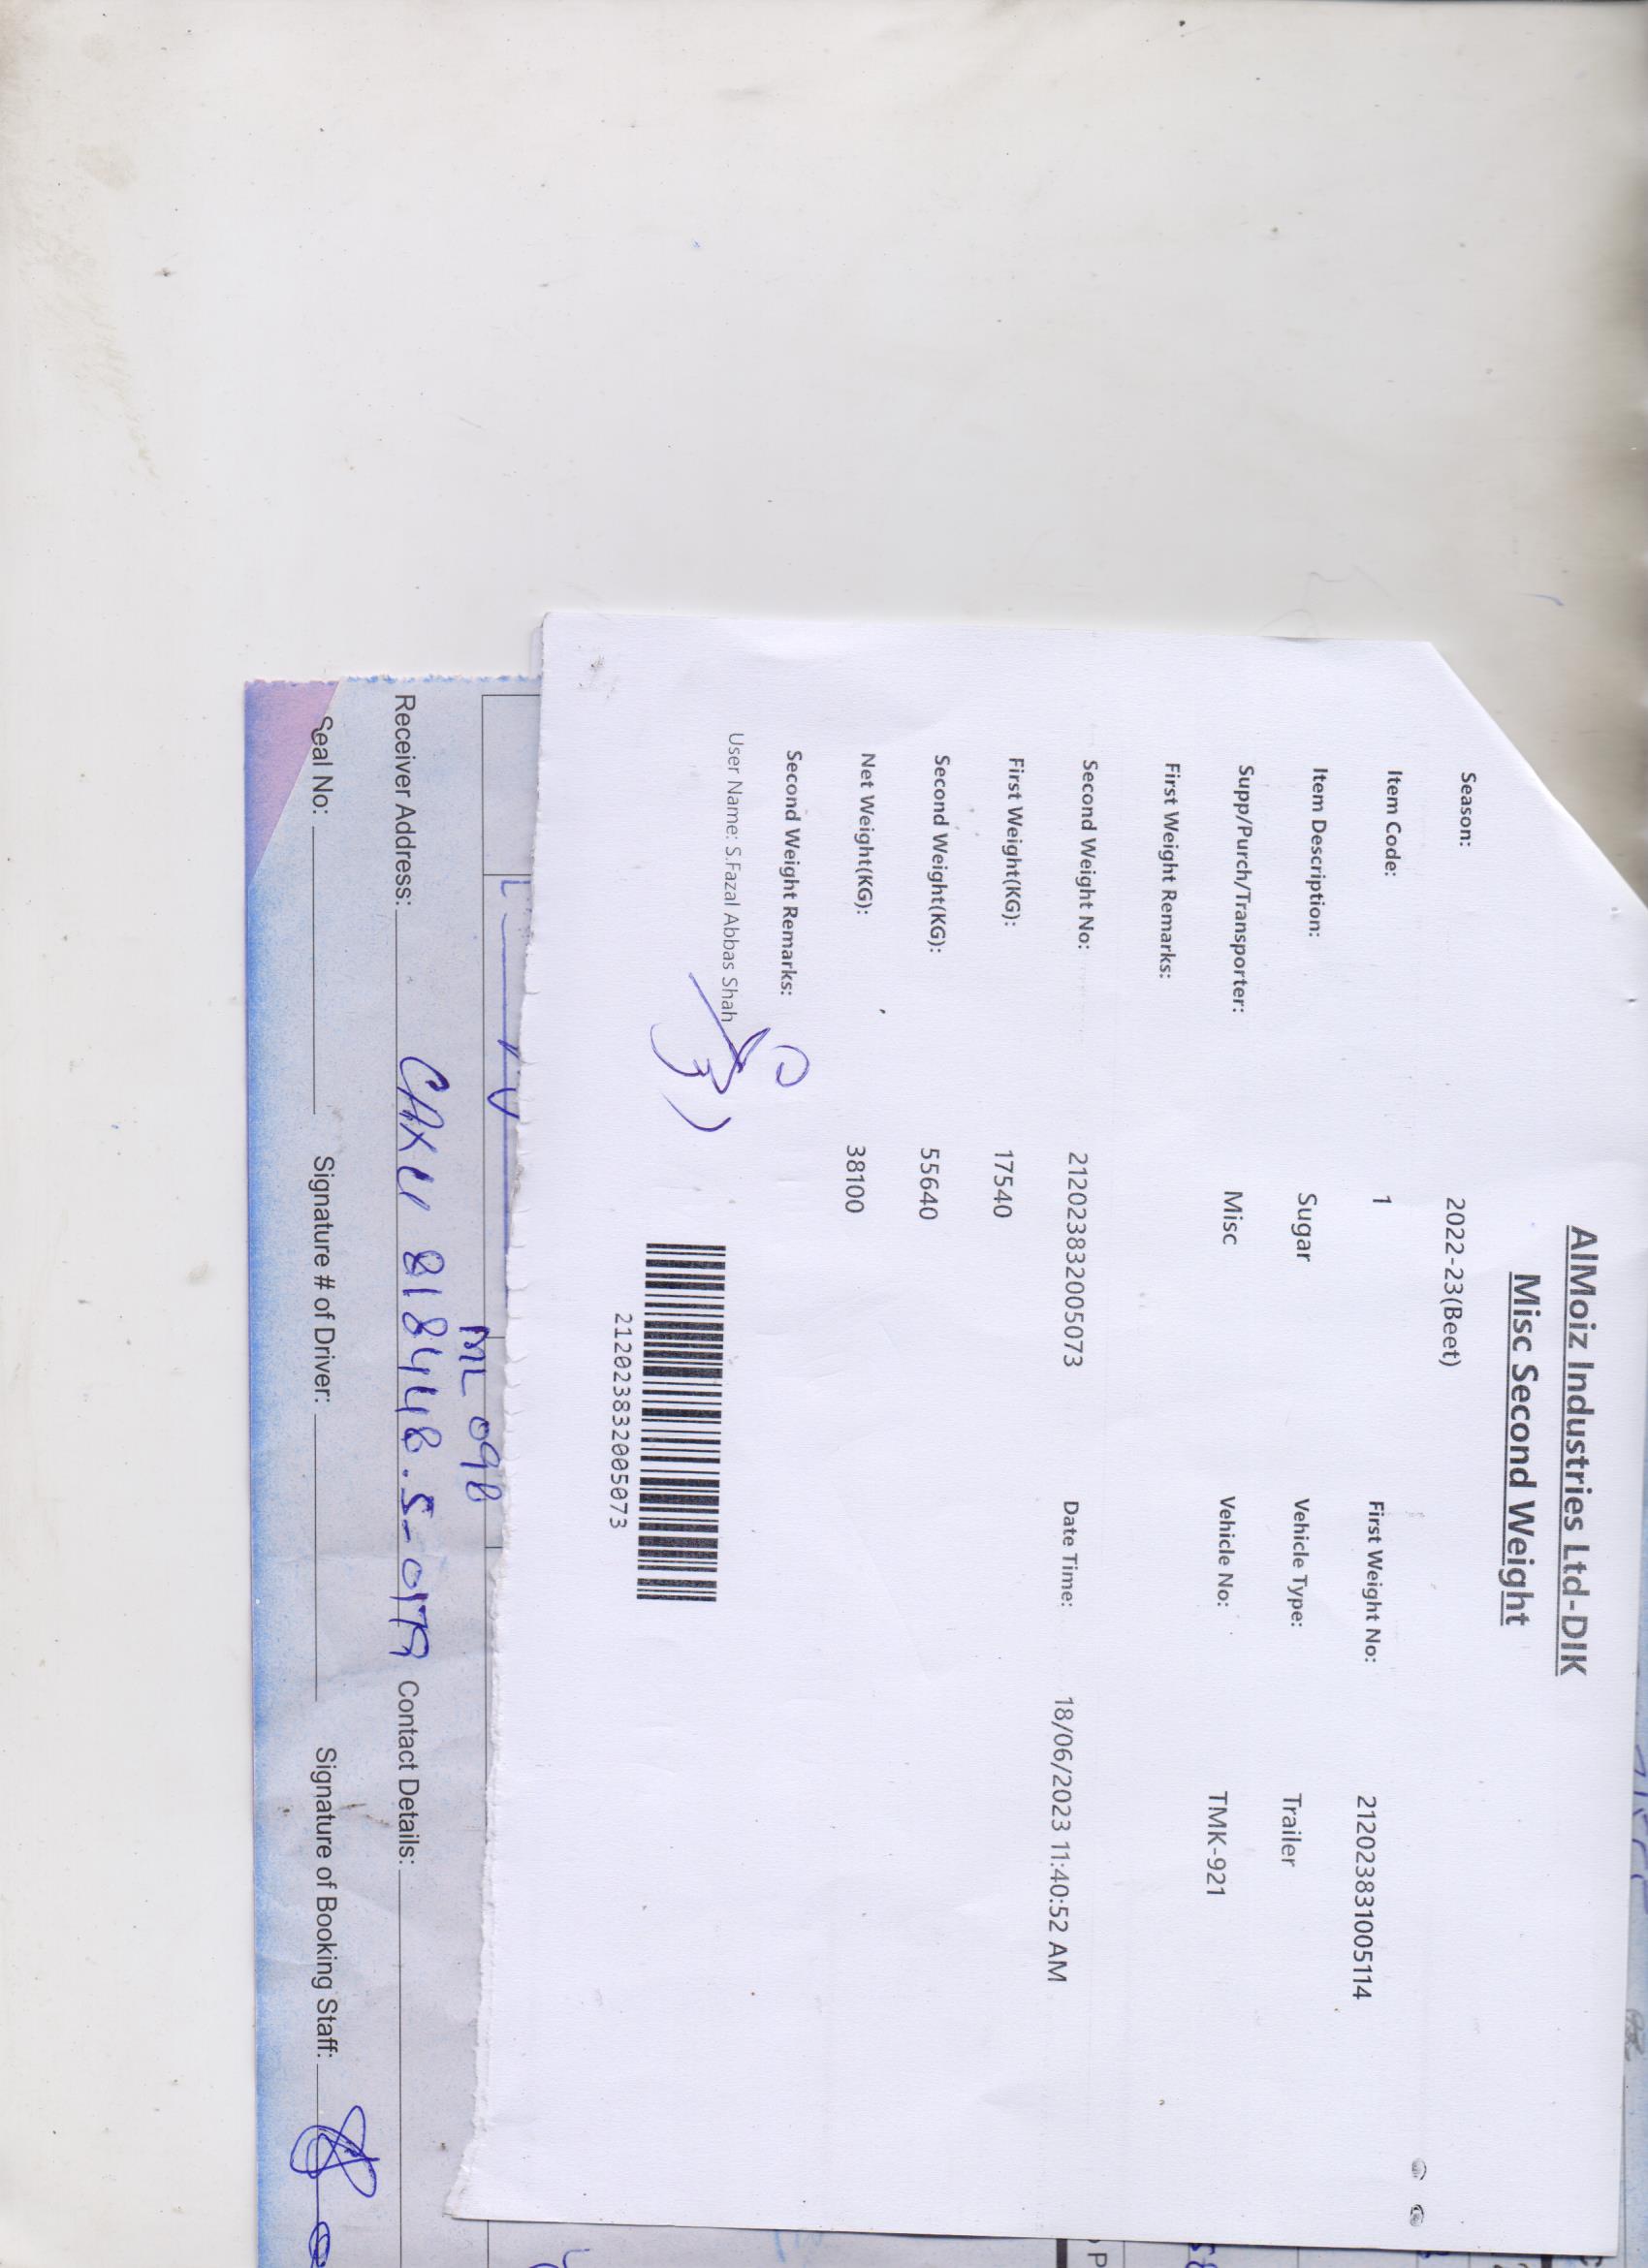 AlMoiz Industries Ltd-DIK
Misc Second Weight
Season: 2022-23(Beet)
Item Code: 1 First Weight No: 212023831005114
Item Description: Sugar Vehicle Type: Trailer
Supp/Purch/Transporter: Misc Vehicle No: TMK-921
First Weight Remarks:
Second Weight No: 212023832005073 Date Time: 18/06/2023 11:40:52 AM
First Weight(KG): 17540
Second Weight(KG): 55640
Net Weight(KG): 38100
Second Weight Remarks:
User Name: S.Fazal Abbas Shah
212023832005073
ML 098
Receiver Address: CAXU 818448.5 Contact Details:
Seal No: Signature # of Driver: Signature of Booking Staff: